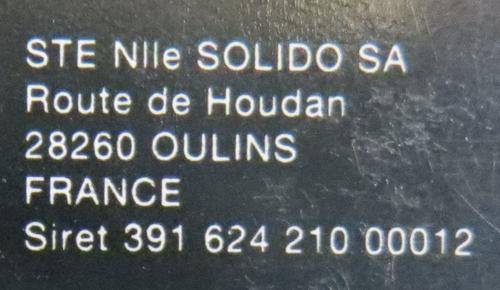 STE Nlle SOLIDO SA
Route de Houdan
28260 OULINS
FRANCE
Siret 391 624 210 00012